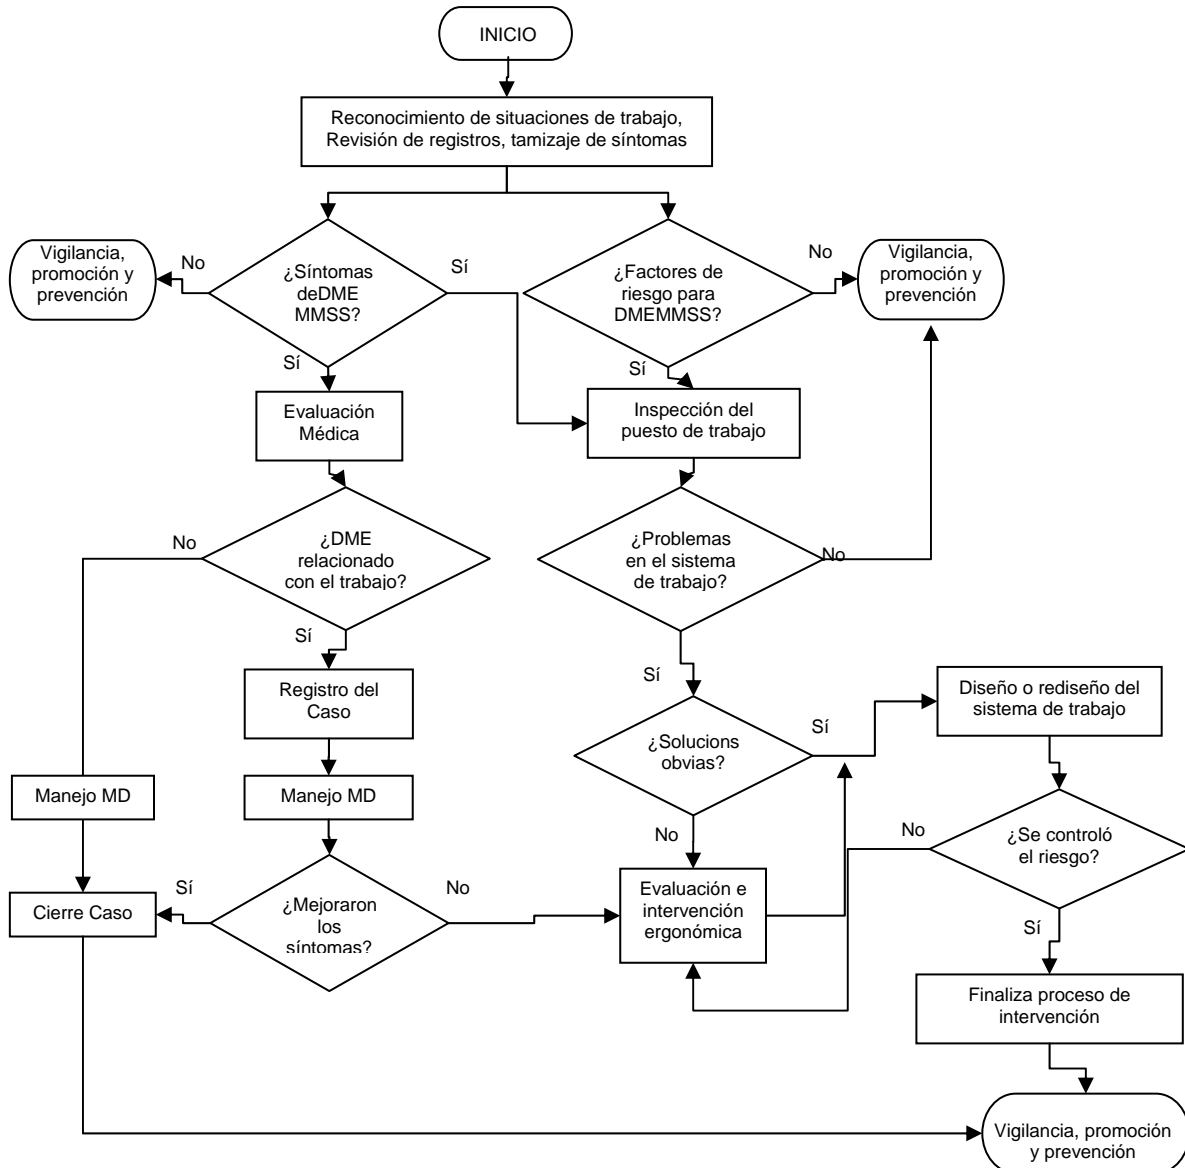 INICIO
Reconocimiento de situaciones de trabajo,
Revisión de registros, tamizaje de síntomas
Vigilancia,
promoción y
prevención
No
¿Síntomas
deDME
MMSS?
Sí
¿Factores de
riesgo para
DMEMMSS?
No
Vigilancia,
promoción y
prevención
Sí
Sí
Evaluación
Médica
Inspección del
puesto de trabajo
No
¿DME
relacionado
con el trabajo?
¿Problemas
en el sistema
de trabajo?
No
Sí
Sí
Registro del
Caso
Diseño o rediseño del
sistema de trabajo
¿Solucions
obvias?
Sí
Manejo MD
Manejo MD
No
No
¿Se controló
el riesgo?
Cierre Caso
Sí
¿Mejoraron
los
síntomas?
No
Evaluación e
intervención
ergonómica
Sí
Finaliza proceso de
intervención
Vigilancia, promoción
y prevención